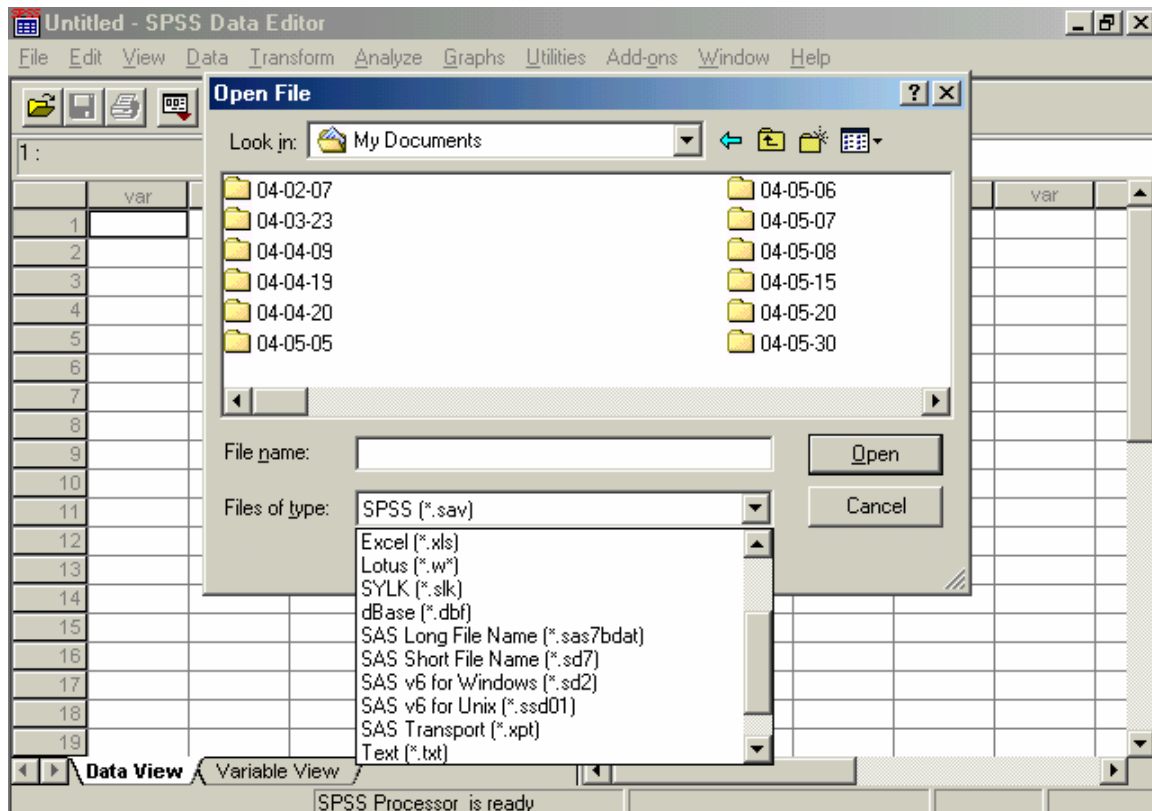 Untitled - SPSS Data Editor
File Edit View Data Transform Analyze Graphs Utilities Add-ons Window Help
Open File
Look in: My Documents
1 :
04-02-07
04-03-23
04-04-09
04-04-19
04-04-20
04-05-05
04-05-06
04-05-07
04-05-08
04-05-15
04-05-20
04-05-30
var var
1
2
3
4
5
6
7
8
9
10
11
12
13
14
15
16
17
18
19
File name:
Open
Files of type: SPSS (*.sav)
Cancel
Excel (*.xls)
Lotus (*.w*)
SYLK (*.slk)
dBase (*.dbf)
SAS Long File Name (*.sas7bdat)
SAS Short File Name (*.sd7)
SAS v6 for Windows (*.sd2)
SAS v6 for Unix (*.ssd01)
SAS Transport (*.xpt)
Text (*.txt)
Data View Variable View
SPSS Processor is ready